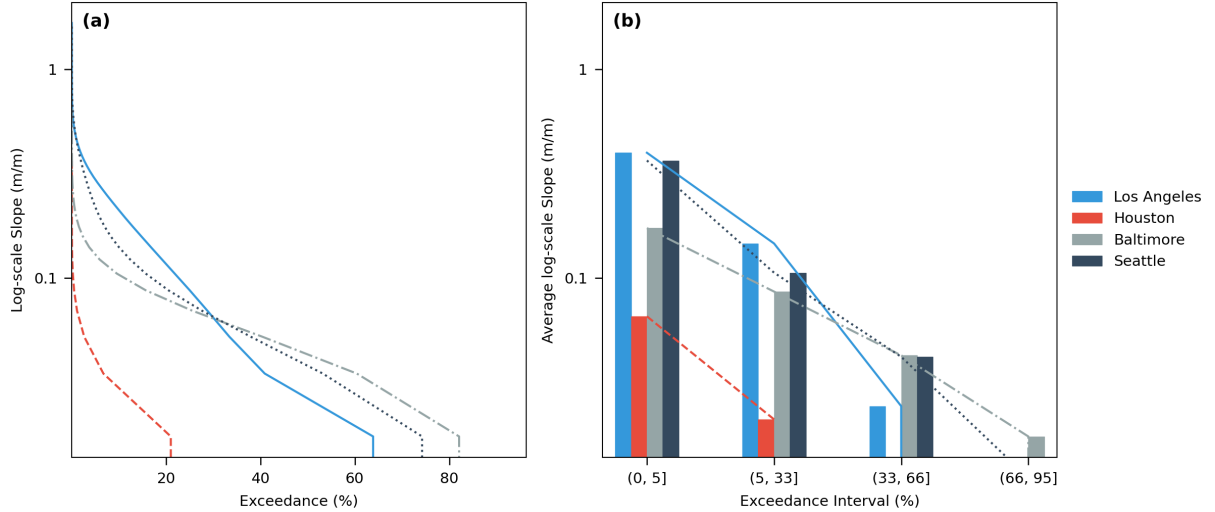 (a)
Log-scale Slope (m/m)
1
0.1
20 40 60 80
Exceedance (%)
(b)
Average log-scale Slope (m/m)
1
0.1
(0, 5] (5, 33] (33, 66] (66, 95]
Exceedance Interval (%)
Los Angeles
Houston
Baltimore
Seattle